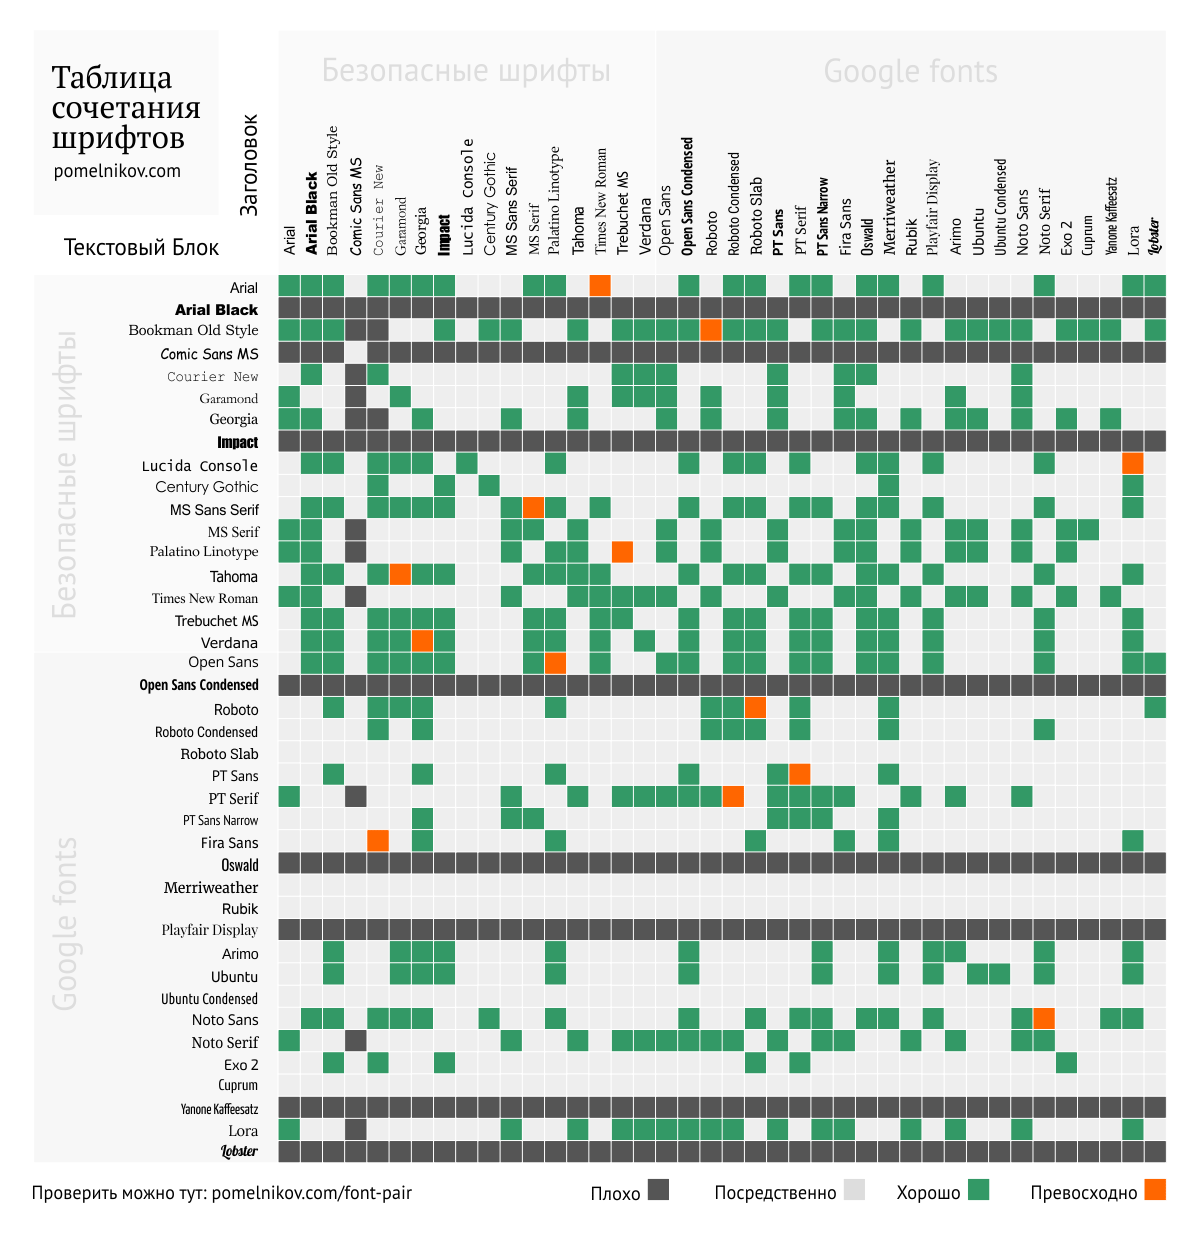 Таблица
сочетания
шрифтов
pomelnikov.com
Заголовок
Текстовый Блок
Безопасные шрифты
Google fonts
Arial
Arial Black
Bookman Old Style
Comic Sans MS
Courier New
Garamond
Georgia
Impact
Lucida Console
Century Gothic
MS Sans Serif
MS Serif
Palatino Linotype
Tahoma
Times New Roman
Trebuchet MS
Verdana
Open Sans
Open Sans Condensed
Roboto
Roboto Condensed
Roboto Slab
PT Sans
PT Serif
PT Sans Narrow
Fira Sans
Oswald
Merriweather
Rubik
Playfair Display
Arimo
Ubuntu
Ubuntu Condensed
Noto Sans
Noto Serif
Exo 2
Cuprum
Yanone Kaffeesatz
Lora
Lobster
Безопасные шрифты
Google fonts
Arial
Arial Black
Bookman Old Style
Comic Sans MS
Courier New
Garamond
Georgia
Impact
Lucida Console
Century Gothic
MS Sans Serif
MS Serif
Palatino Linotype
Tahoma
Times New Roman
Trebuchet MS
Verdana
Open Sans
Open Sans Condensed
Roboto
Roboto Condensed
Roboto Slab
PT Sans
PT Serif
PT Sans Narrow
Fira Sans
Oswald
Merriweather
Rubik
Playfair Display
Arimo
Ubuntu
Ubuntu Condensed
Noto Sans
Noto Serif
Exo 2
Cuprum
Yanone Kaffeesatz
Lora
Lobster
Проверить можно тут: pomelnikov.com/font-pair
Плохо
Посредственно
Хорошо
Превосходно